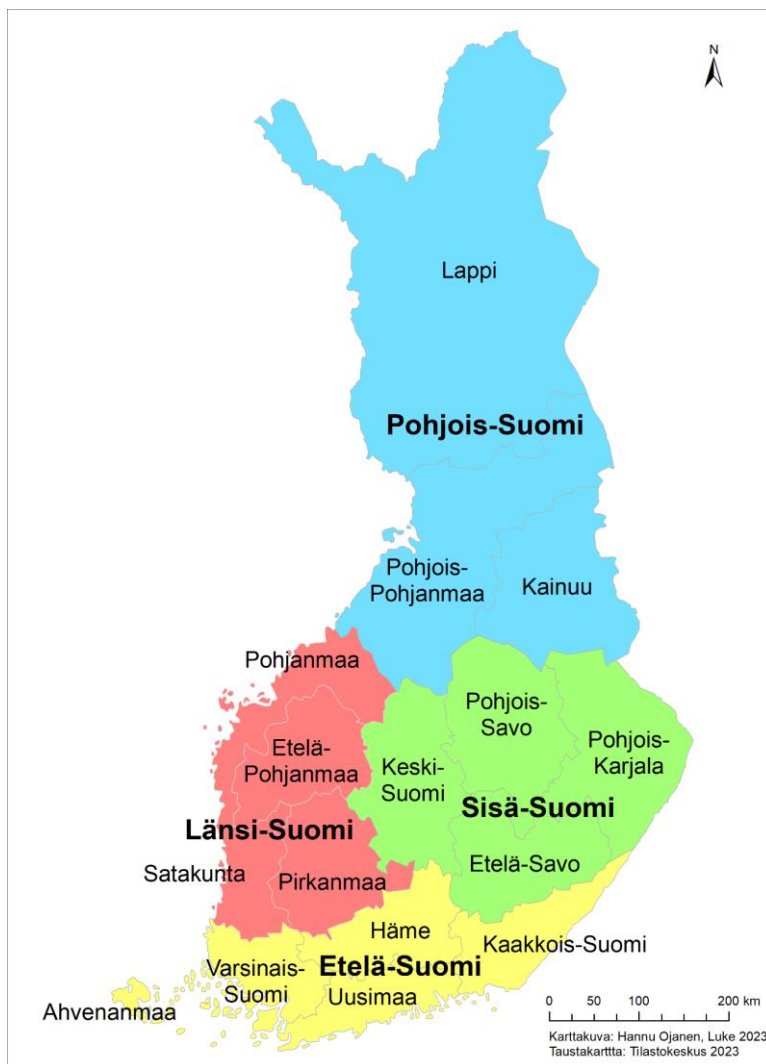 N
Lappi
Pohjois-Suomi
Pohjois-
Pohjanmaa
Kainuu
Pohjanmaa
Pohjois-
Savo
Etelä-
Pohjanmaa
Keski-
Suomi
Pohjois-
Karjala
Länsi-Suomi
Sisä-Suomi
Satakunta
Pirkanmaa
Etelä-Savo
Häme
Kaakkois-Suomi
Varsinais-
Suomi
Etelä-Suomi
Uusimaa
Ahvenanmaa
0 50 100 200 km
Karttakuva: Hannu Ojanen, Luke 2023
Taustakarttta: Tilastokeskus 2023